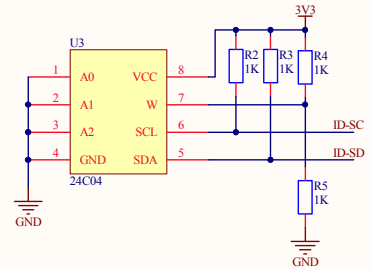 3V3
U3
1 A0 VCC 8
2 A1 W 7
3 A2 SCL 6
4 GND SDA 5
24C04
R2
1K
R3
1K
R4
1K
ID-SC
ID-SD
R5
1K
GND
GND